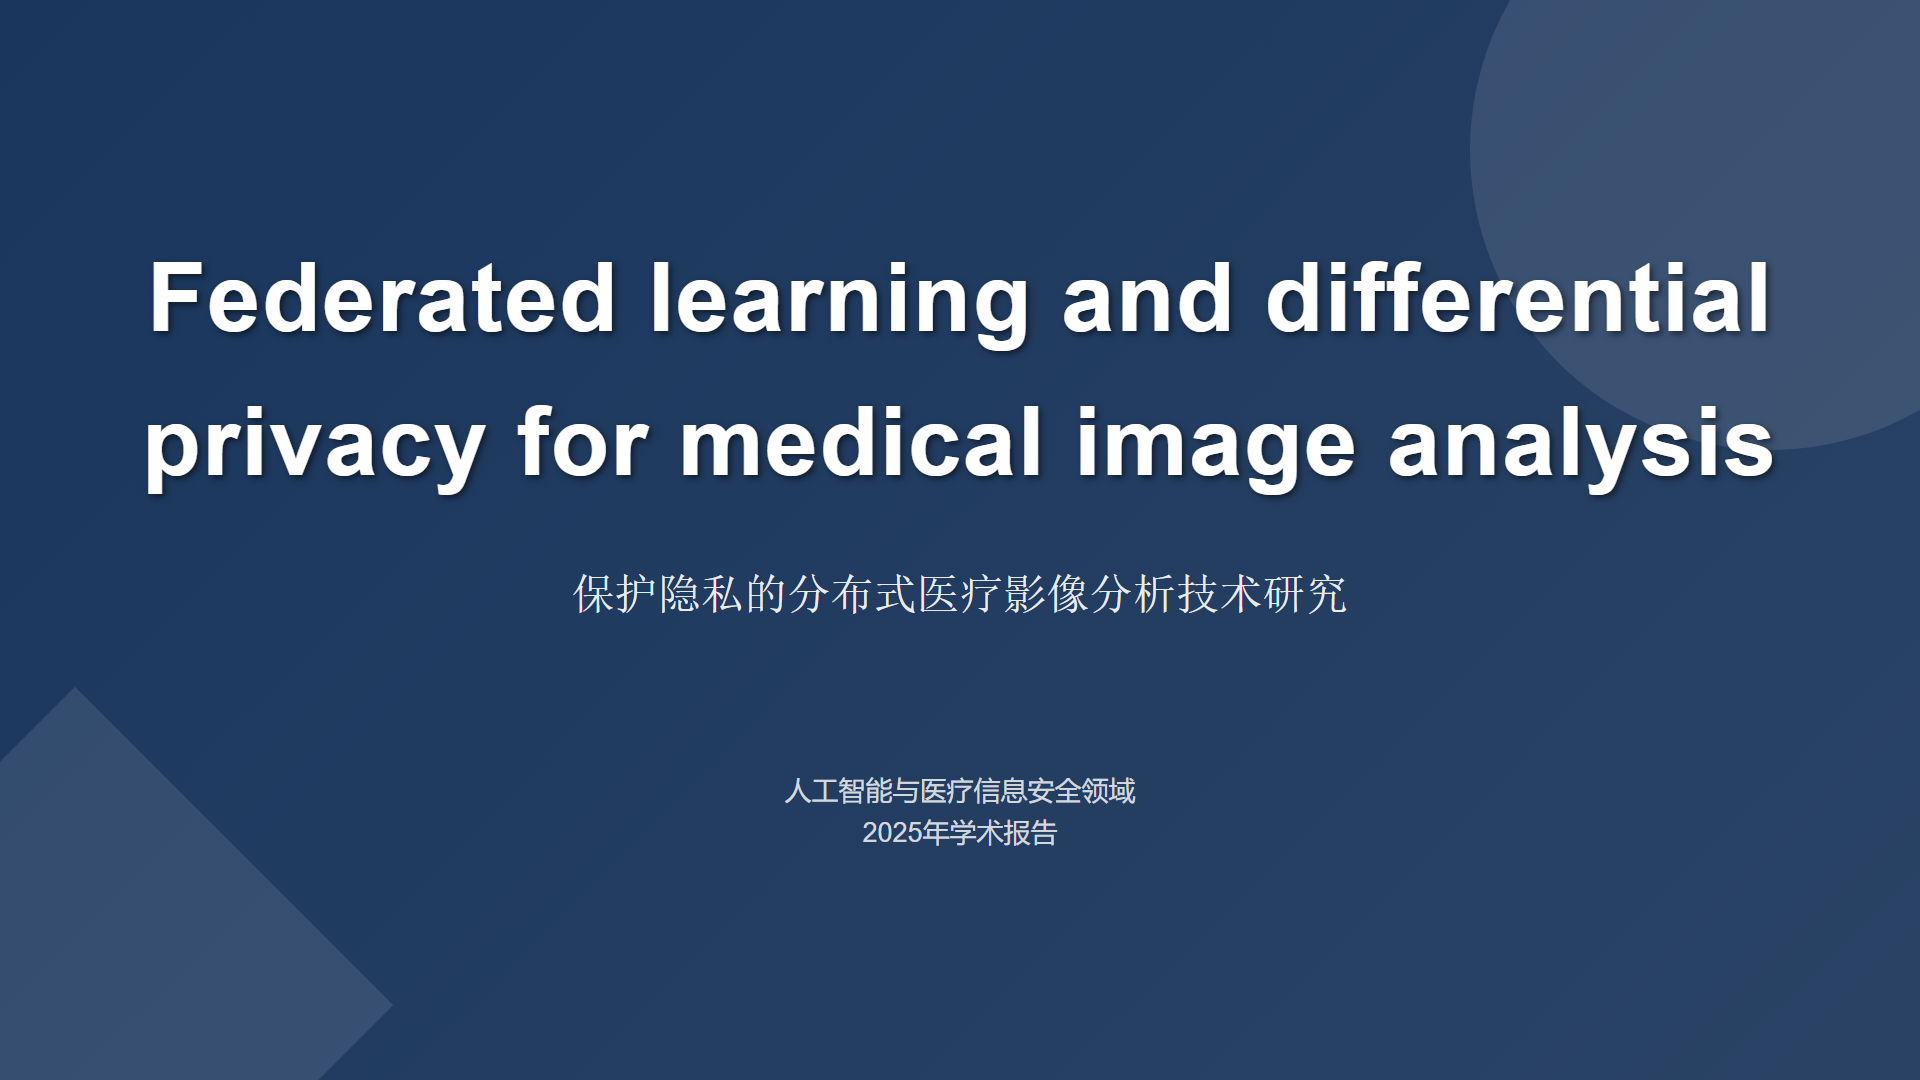 Federated learning and differential
privacy for medical image analysis
保护隐私的分布式医疗影像分析技术研究
人工智能与医疗信息安全领域
2025年学术报告